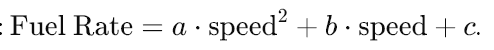 : Fuel Rate = a · speed² + b · speed + c.